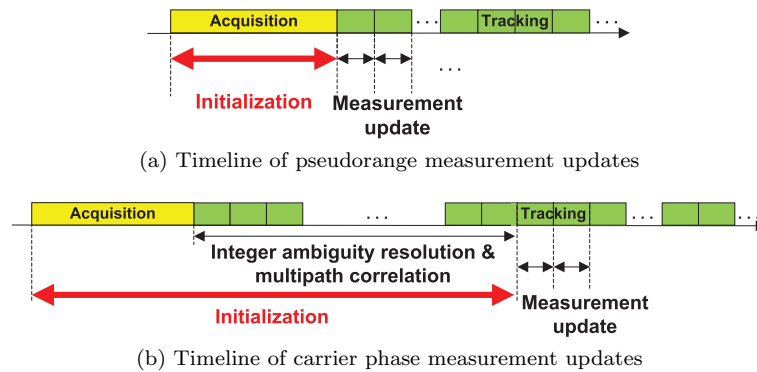 Acquisition
...
Tracking
...
...
Initialization
Measurement
update
(a) Timeline of pseudorange measurement updates
Acquisition
...
Tracking
...
...
Integer ambiguity resolution &
multipath correlation
Initialization
Measurement
update
(b) Timeline of carrier phase measurement updates